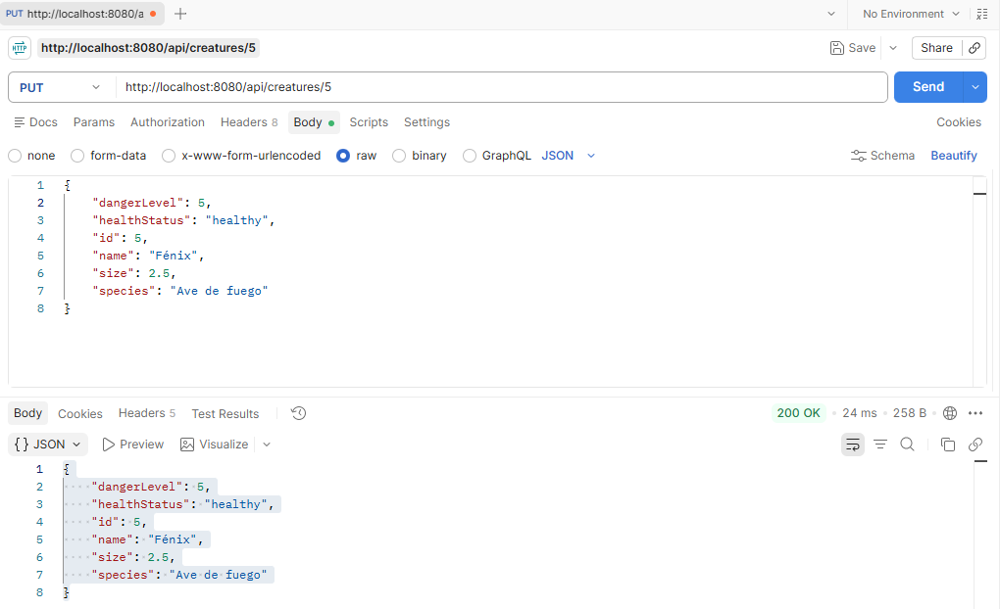 PUT http://localhost:8080/a
No Environment
HTTP http://localhost:8080/api/creatures/5 Save Share
PUT http://localhost:8080/api/creatures/5 Send
Docs Params Authorization Headers 8 Body Scripts Settings Cookies
none form-data x-www-form-urlencoded raw binary GraphQL JSON Schema Beautify
1 {
2 "dangerLevel": 5,
3 "healthStatus": "healthy",
4 "id": 5,
5 "name": "Fénix",
6 "size": 2.5,
7 "species": "Ave de fuego"
8 }
Body Cookies Headers 5 Test Results 200 OK • 24 ms • 258 B •
{} JSON Preview Visualize
1 {
2 "dangerLevel": 5,
3 "healthStatus": "healthy",
4 "id": 5,
5 "name": "Fénix",
6 "size": 2.5,
7 "species": "Ave de fuego"
8 }